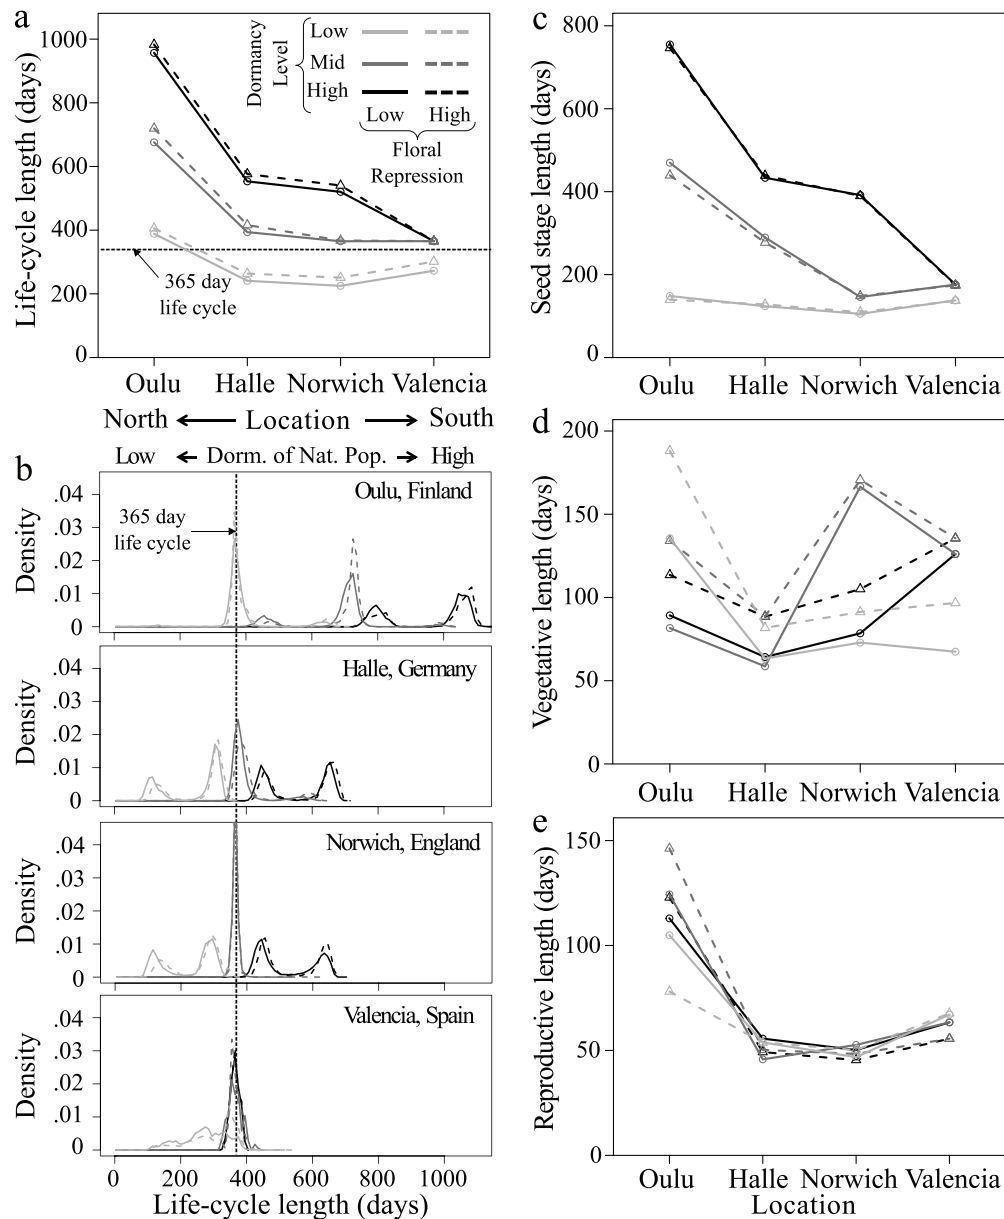 a
Life-cycle length (days)
1000
800
600
400
200
0
Dormancy
Level
Low
Mid
High
Low
High
Floral
Repression
365 day
life cycle
Oulu
Halle
Norwich
Valencia
North
Location
South
Low
Dorm. of Nat. Pop.
High
b
Oulu, Finland
Density
.04
.03
.02
.01
0
365 day
life cycle
Halle, Germany
Density
.04
.03
.02
.01
0
Norwich, England
Density
.04
.03
.02
.01
0
Valencia, Spain
Density
.04
.03
.02
.01
0
0
200
400
600
800
1000
Life-cycle length (days)
c
Seed stage length (days)
800
600
400
200
0
Oulu
Halle
Norwich
Valencia
d
Vegetative length (days)
200
150
100
50
0
Oulu
Halle
Norwich
Valencia
e
Reproductive length (days)
150
100
50
0
Oulu
Halle
Norwich
Valencia
Location